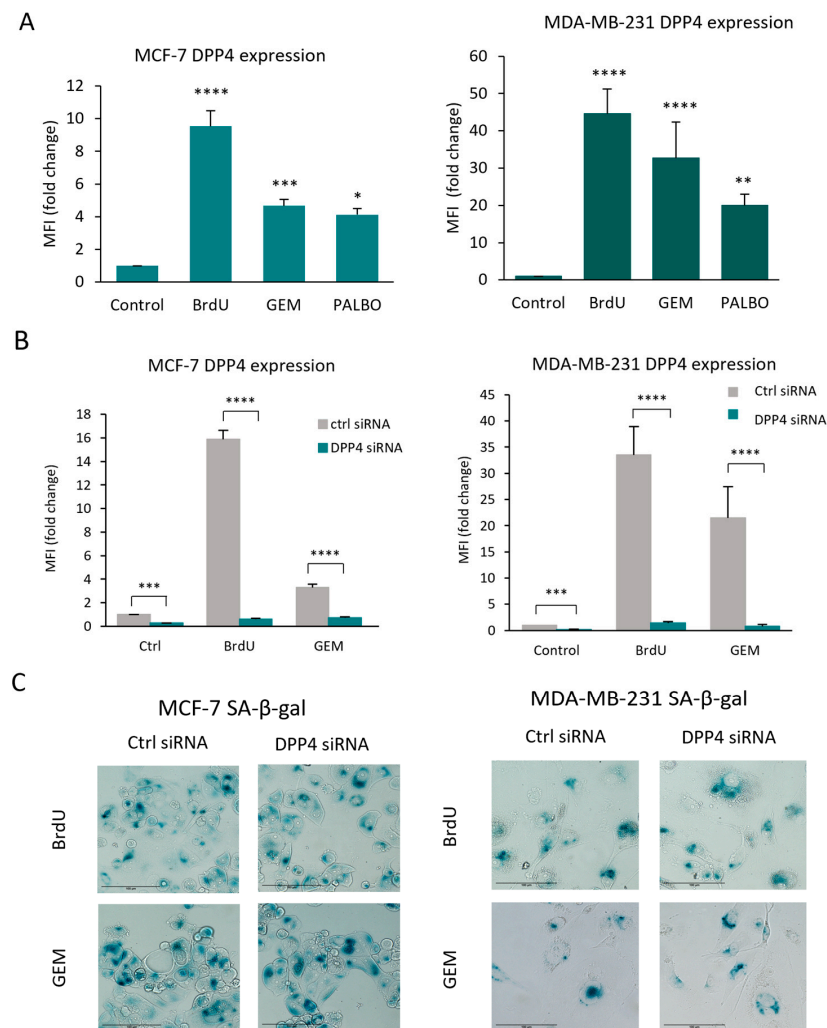 A
MCF-7 DPP4 expression
MFI (fold change)
12
10
8
6
4
2
0
****
***
*
Control
BrdU
GEM
PALBO
MDA-MB-231 DPP4 expression
MFI (fold change)
60
50
40
30
20
10
0
****
****
**
Control
BrdU
GEM
PALBO
B
MCF-7 DPP4 expression
MFI (fold change)
18
16
14
12
10
8
6
4
2
0
****
ctrl siRNA
DPP4 siRNA
***
****
Ctrl
BrdU
GEM
MDA-MB-231 DPP4 expression
MFI (fold change)
45
40
35
30
25
20
15
10
5
0
Ctrl siRNA
DPP4 siRNA
****
****
***
Control
BrdU
GEM
C
MCF-7 SA-β-gal
Ctrl siRNA
DPP4 siRNA
BrdU
GEM
MDA-MB-231 SA-β-gal
Ctrl siRNA
DPP4 siRNA
BrdU
GEM